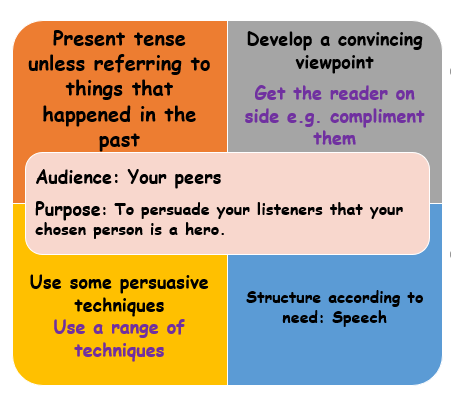 Present tense
unless referring to
things that
happened in the
past
Develop a convincing
viewpoint
Get the reader on
side e.g. compliment
them
Audience: Your peers
Purpose: To persuade your listeners that your
chosen person is a hero.
Use some persuasive
techniques
Use a range of
techniques
Structure according to
need: Speech